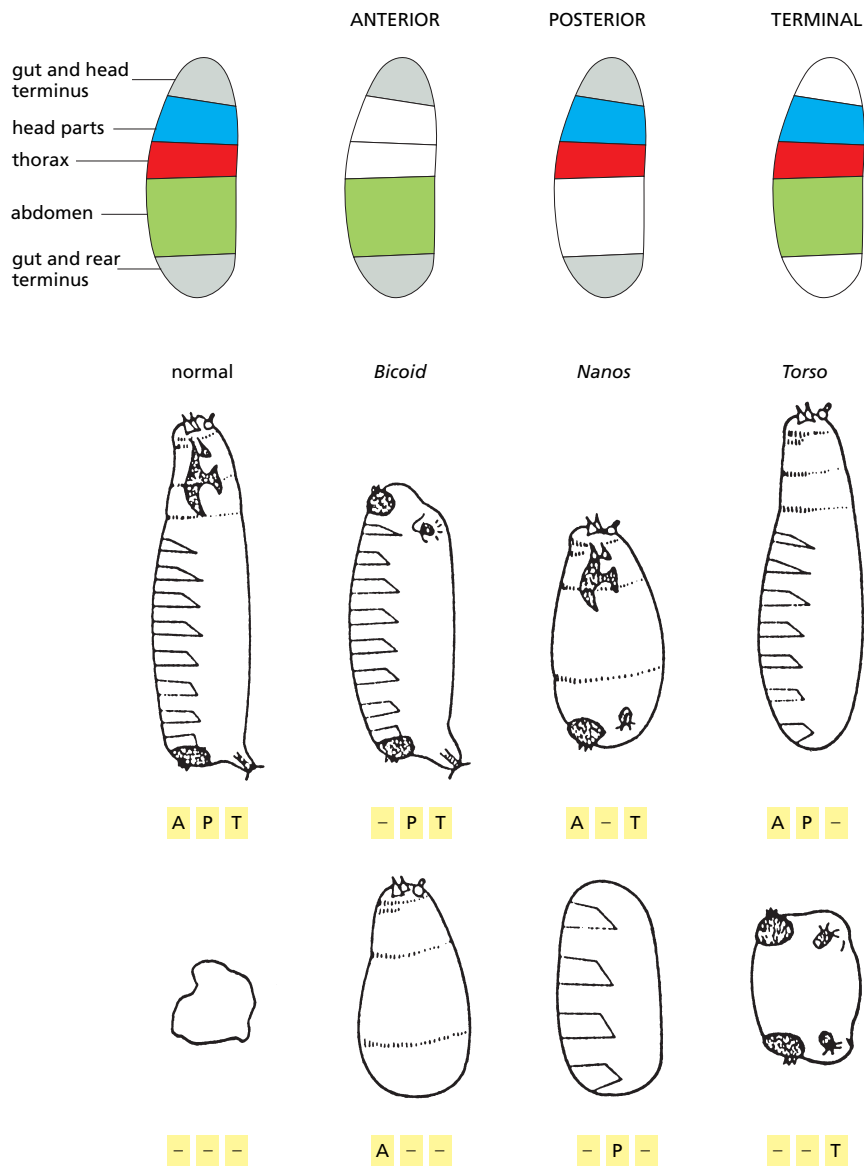 ANTERIOR POSTERIOR TERMINAL
gut and head
terminus
head parts
thorax
abdomen
gut and rear
terminus
normal Bicoid Nanos Torso
A P T – P T A – T A P –
– – – A – – – P – – – T